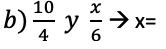 b) 10/4 y x/6 → x=